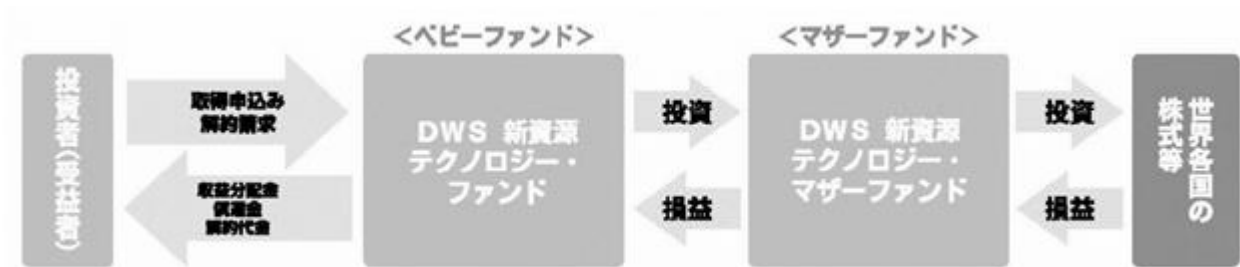 <ベビーファンド>
<マザーファンド>
投資者(受益者)
取得申込み
解約請求
収益分配金
償還金
解約代金
DWS 新資源
テクノロジー・
ファンド
投資
損益
DWS 新資源
テクノロジー・
マザーファンド
投資
損益
世界各国の
株式等